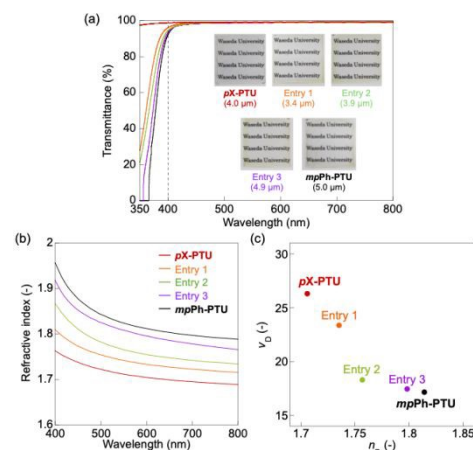 (a)
100
80
60
40
20
0
Transmittance (%)
350 400 500 600 700 800
Wavelength (nm)
Waseda University
Waseda University
Waseda University
Waseda University
pX-PTU
(4.0 μm)
Waseda University
Waseda University
Waseda University
Waseda University
Entry 1
(3.4 μm)
Waseda University
Waseda University
Waseda University
Waseda University
Entry 2
(3.9 μm)
Waseda University
Waseda University
Waseda University
Waseda University
Entry 3
(4.9 μm)
Waseda University
Waseda University
Waseda University
Waseda University
mpPh-PTU
(5.0 μm)
(b)
2
1.9
1.8
1.7
1.6
Refractive index (-)
pX-PTU
Entry 1
Entry 2
Entry 3
mpPh-PTU
400 500 600 700 800
Wavelength (nm)
(c)
30
25
20
15
νD (-)
pX-PTU
Entry 1
Entry 2
Entry 3
mpPh-PTU
1.7 1.75 1.8 1.85